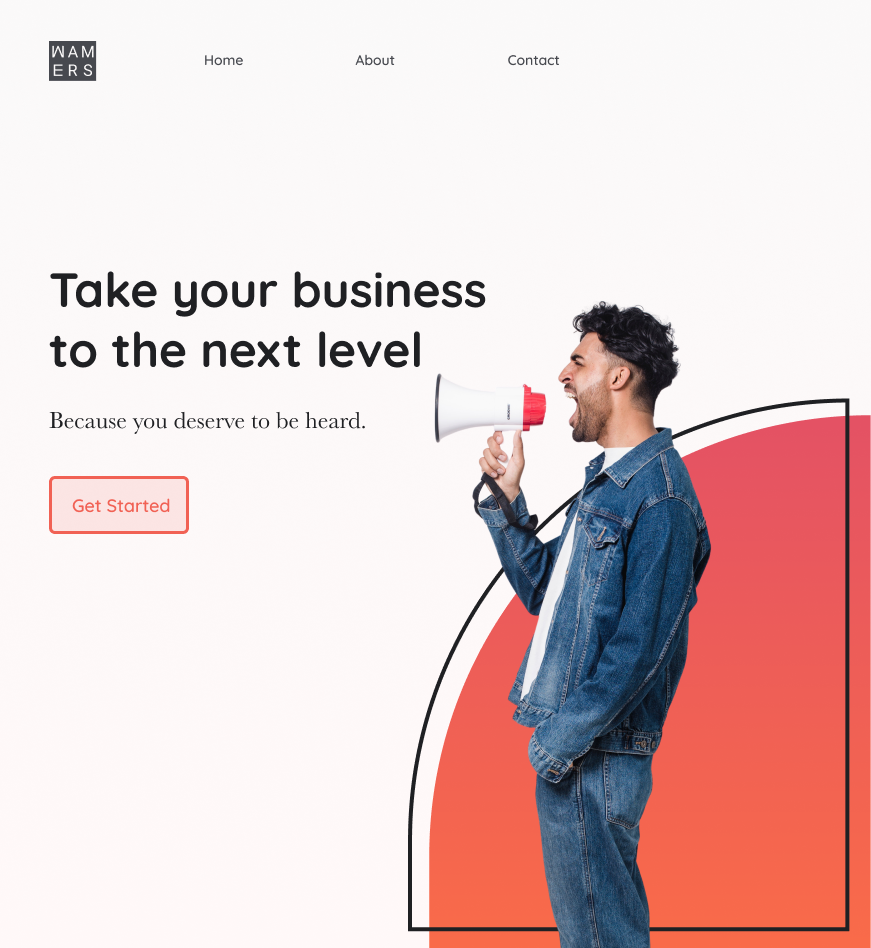 WAM
ERS
Home
About
Contact
Take your business
to the next level
Because you deserve to be heard.
Get Started